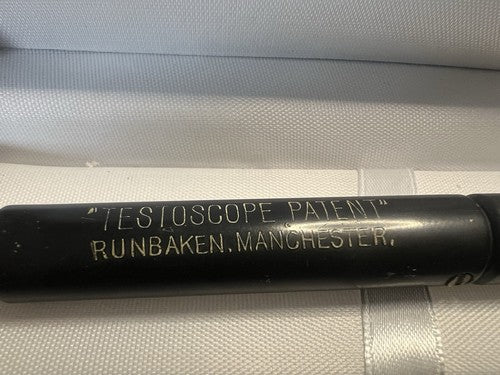 "TESTOSCOPE PATENT"
RUNBAKEN. MANCHESTER.